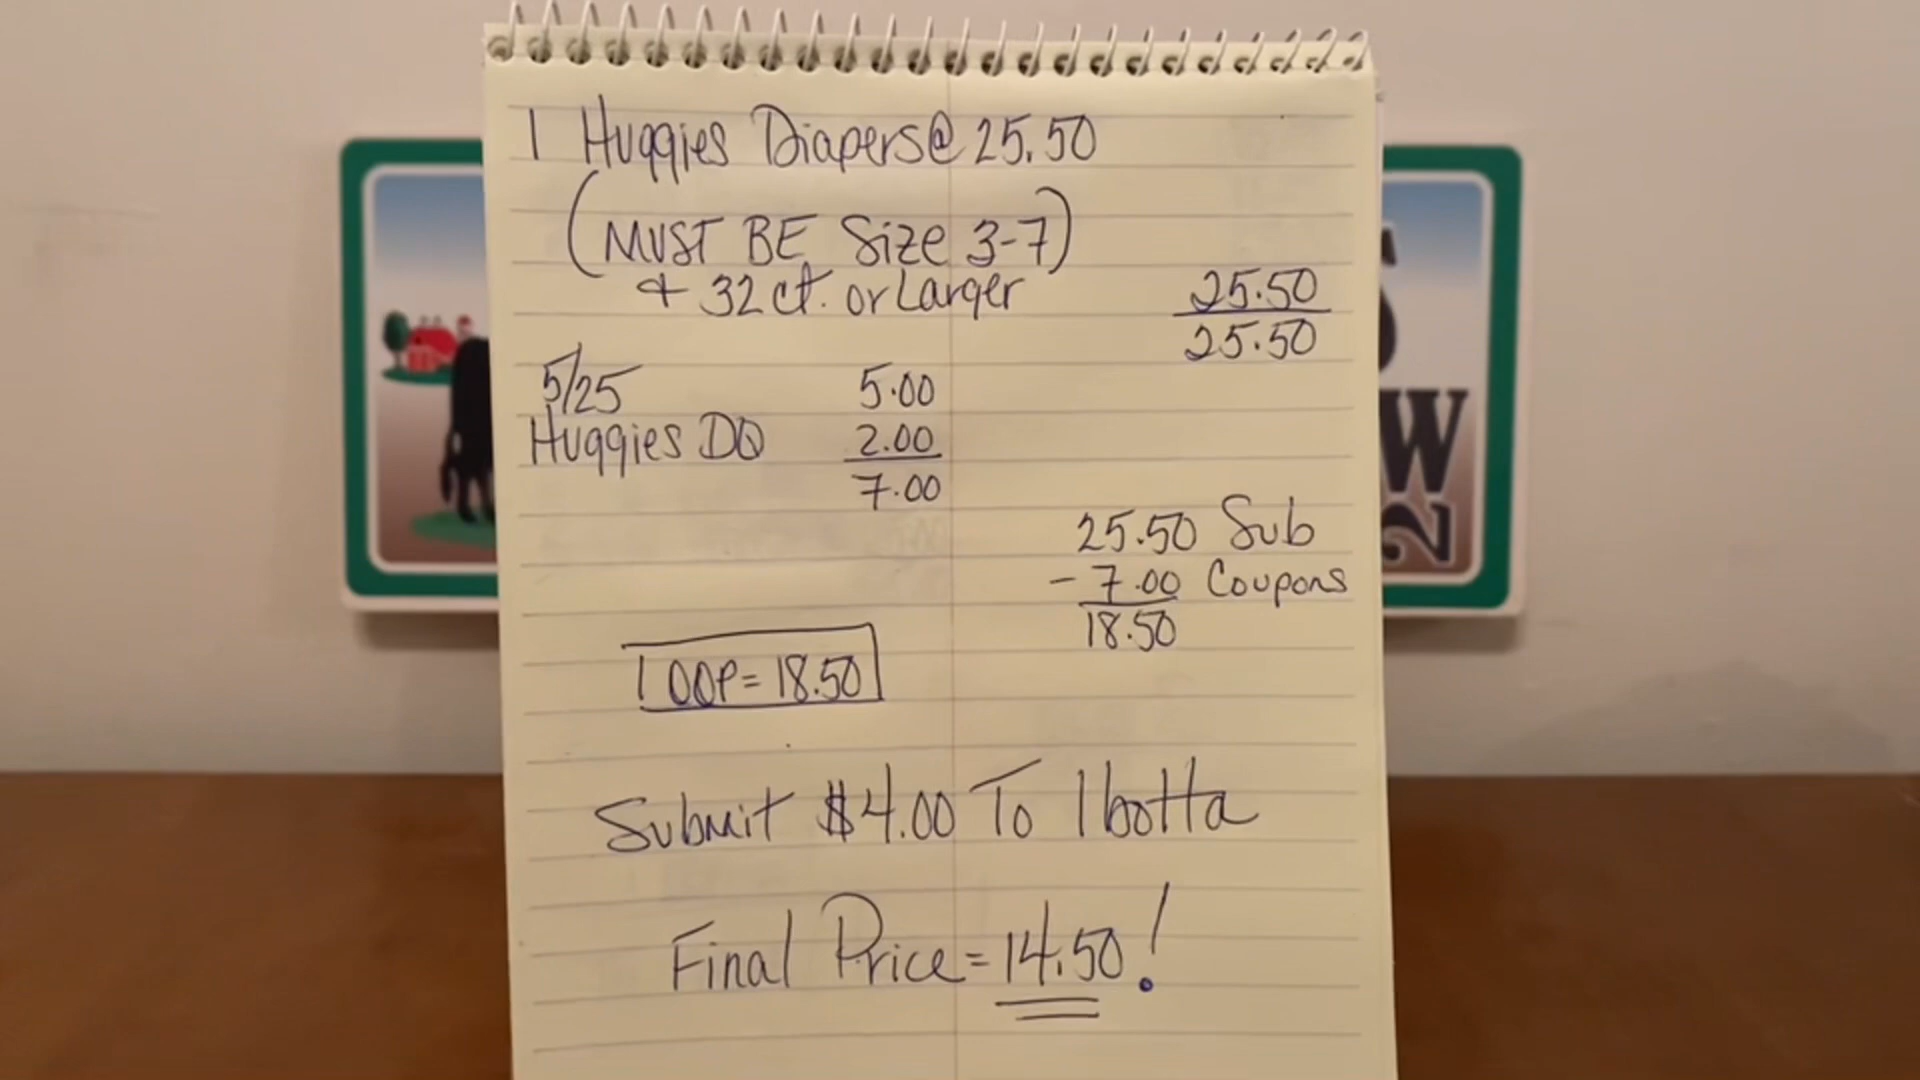 1 Huggies Diapers @ 25.50
(MUST BE Size 3-7)
+ 32 ct. or Larger
25.50
25.50
5/25 5.00
Huggies DQ 2.00
7.00
25.50 Sub
- 7.00 Coupons
18.50
OOP = 18.50
Submit $4.00 To Ibotta
Final Price = 14.50!